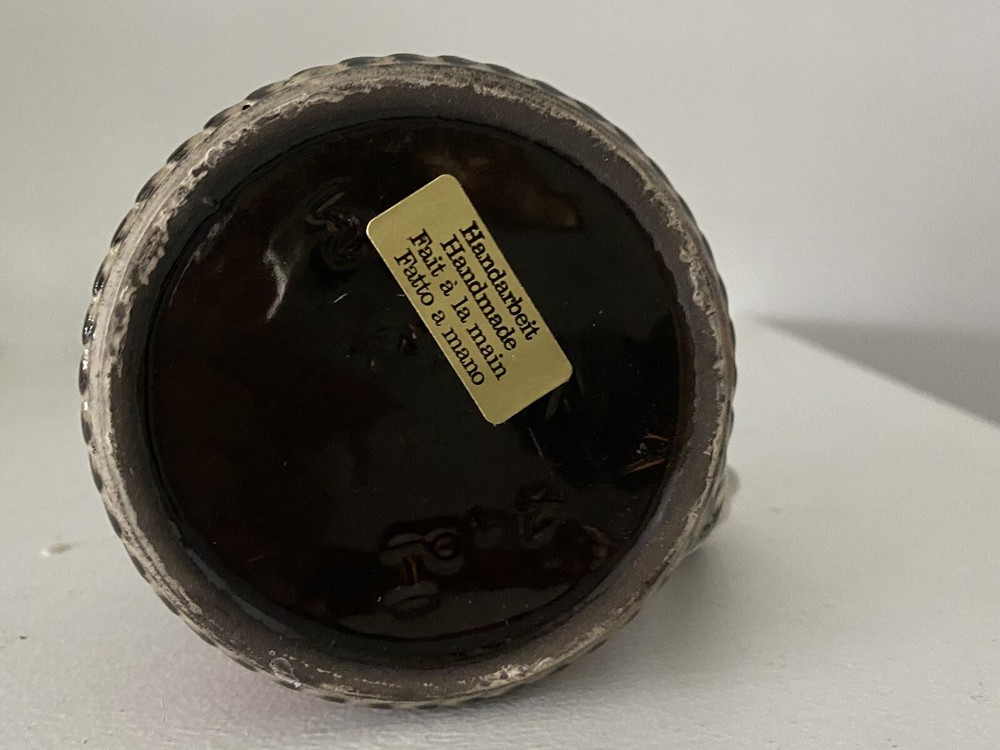 Handarbeit
Handmade
Fait à la main
Fatto a mano